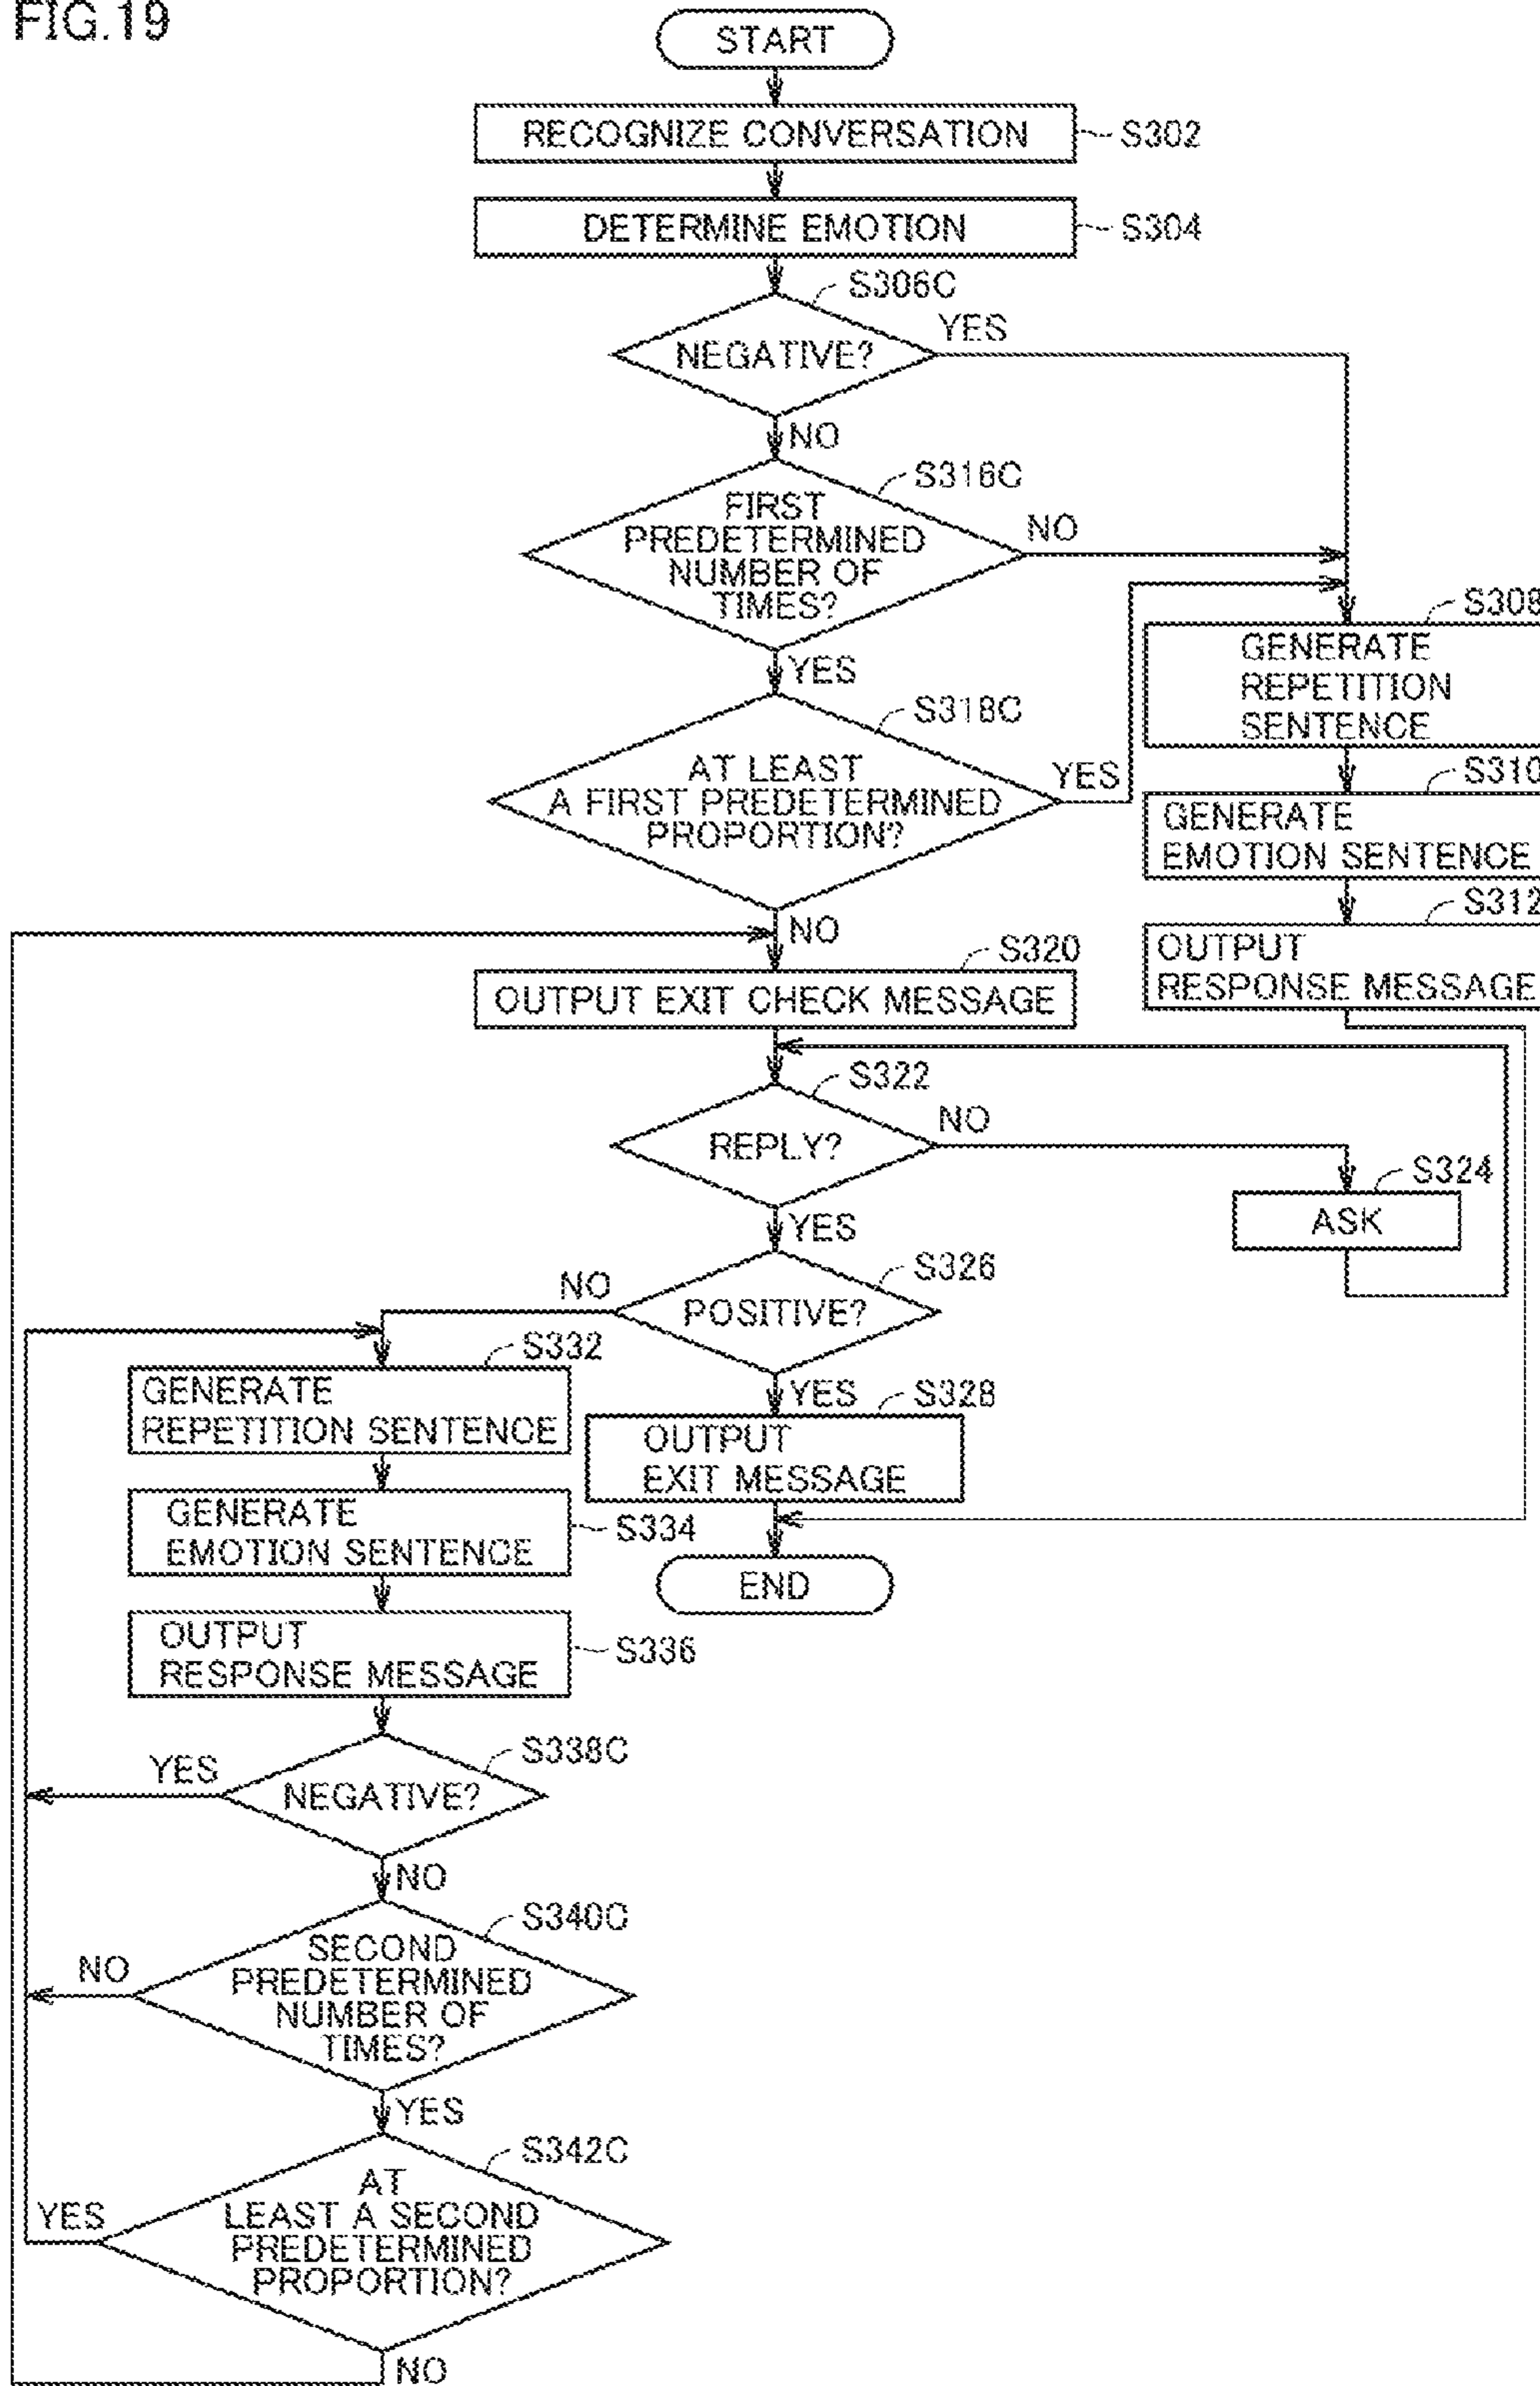 FIG.19
START
RECOGNIZE CONVERSATION
S302
DETERMINE EMOTION
S304
S306C
NEGATIVE?
YES
NO
S316C
FIRST
PREDETERMINED
NUMBER OF
TIMES?
NO
YES
S318C
AT LEAST
A FIRST PREDETERMINED
PROPORTION?
YES
NO
S308
GENERATE
REPETITION
SENTENCE
S310
GENERATE
EMOTION SENTENCE
S312
OUTPUT
RESPONSE MESSAGE
S320
OUTPUT EXIT CHECK MESSAGE
S322
REPLY?
NO
YES
S324
ASK
S326
POSITIVE?
NO
YES
S328
OUTPUT
EXIT MESSAGE
END
S332
GENERATE
REPETITION SENTENCE
GENERATE
EMOTION SENTENCE
S334
OUTPUT
RESPONSE MESSAGE
S336
S338C
NEGATIVE?
YES
NO
S340C
SECOND
PREDETERMINED
NUMBER OF
TIMES?
NO
YES
S342C
AT
LEAST A SECOND
PREDETERMINED
PROPORTION?
YES
NO